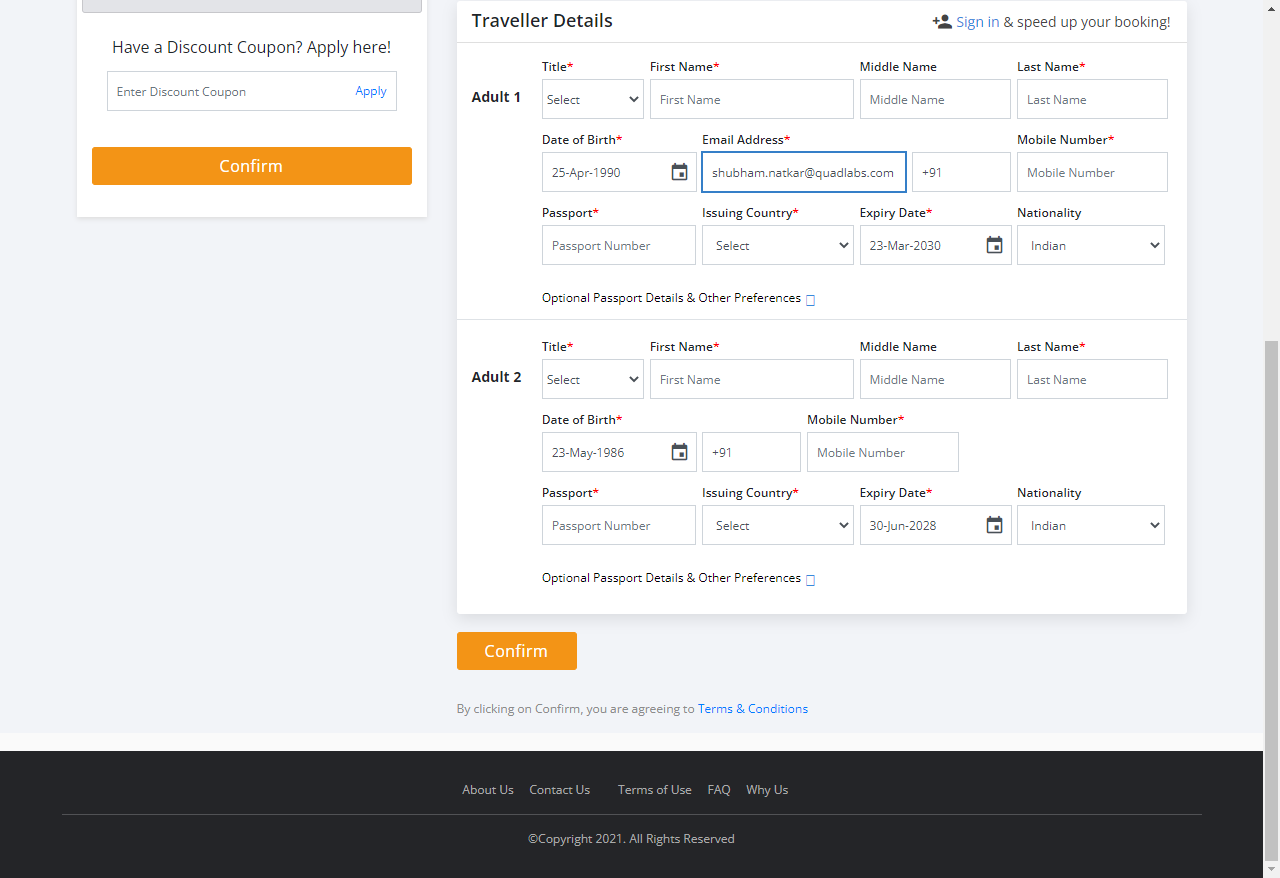 Have a Discount Coupon? Apply here!
Enter Discount Coupon Apply
Confirm
Traveller Details Sign in & speed up your booking!
Title* First Name* Middle Name Last Name*
Adult 1 Select First Name Middle Name Last Name
Date of Birth* Email Address* Mobile Number*
25-Apr-1990 shubham.natkar@quadlabs.com +91 Mobile Number
Passport* Issuing Country* Expiry Date* Nationality
Passport Number Select 23-Mar-2030 Indian
Optional Passport Details & Other Preferences
Title* First Name* Middle Name Last Name*
Adult 2 Select First Name Middle Name Last Name
Date of Birth* Mobile Number*
23-May-1986 +91 Mobile Number
Passport* Issuing Country* Expiry Date* Nationality
Passport Number Select 30-Jun-2028 Indian
Optional Passport Details & Other Preferences
Confirm
By clicking on Confirm, you are agreeing to Terms & Conditions
About Us Contact Us Terms of Use FAQ Why Us
©Copyright 2021. All Rights Reserved